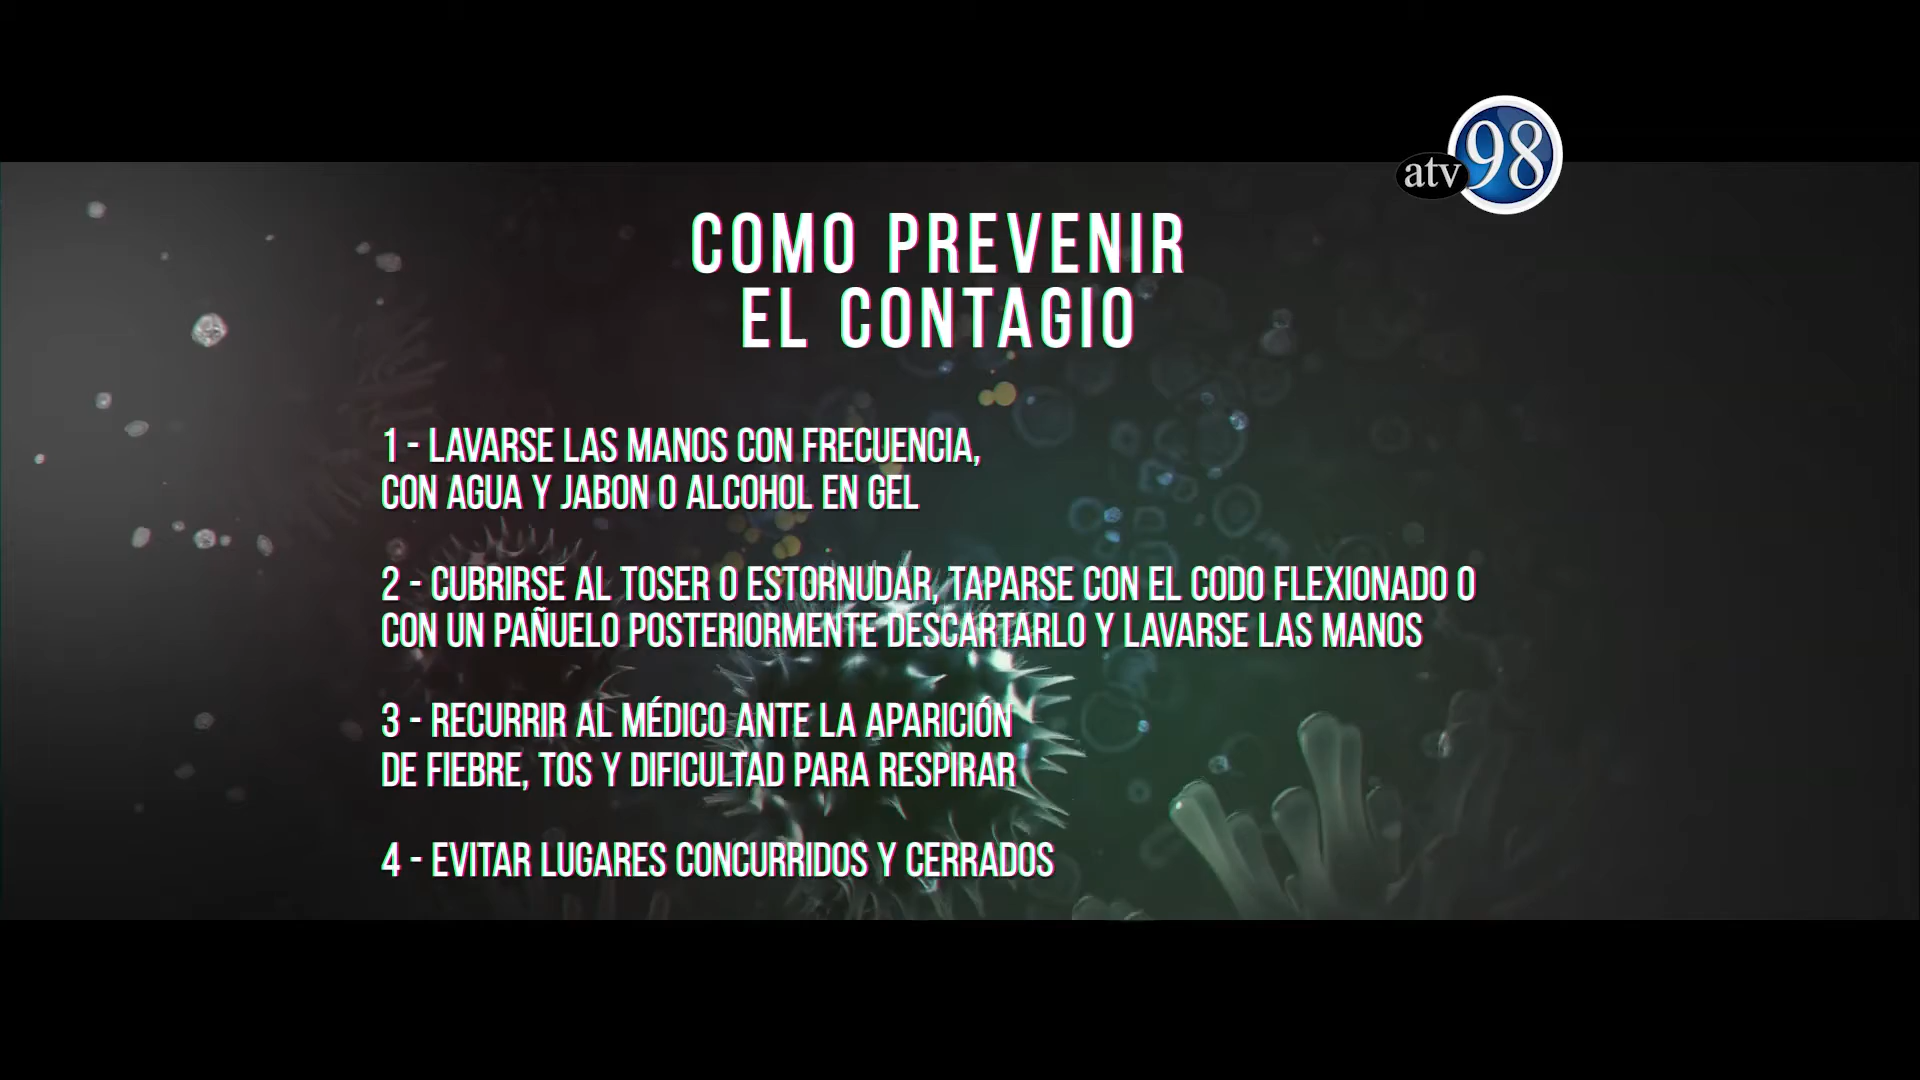 atv 98
COMO PREVENIR
EL CONTAGIO
1 - LAVARSE LAS MANOS CON FRECUENCIA,
CON AGUA Y JABON O ALCOHOL EN GEL
2 - CUBRIRSE AL TOSER O ESTORNUDAR, TAPARSE CON EL CODO FLEXIONADO O
CON UN PAÑUELO POSTERIORMENTE DESCARTARLO Y LAVARSE LAS MANOS
3 - RECURRIR AL MÉDICO ANTE LA APARICIÓN
DE FIEBRE, TOS Y DIFICULTAD PARA RESPIRAR
4 - EVITAR LUGARES CONCURRIDOS Y CERRADOS